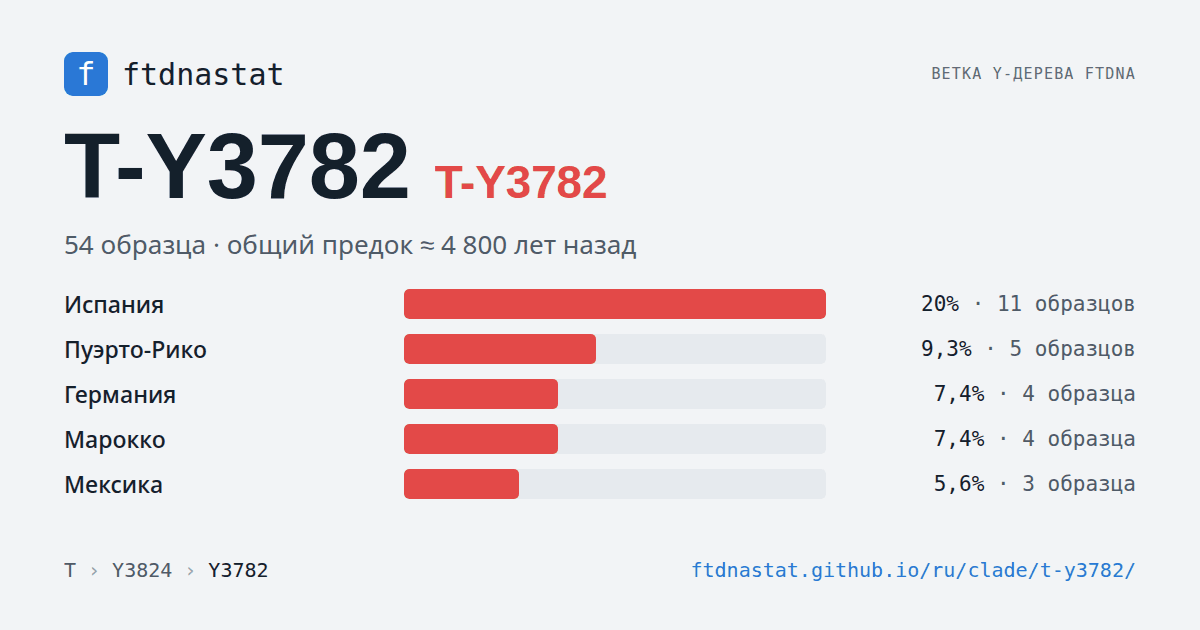 f ftdnastat
ВЕТКА Y-ДЕРЕВА FTDNA
T-Y3782 T-Y3782
54 образца · общий предок ≈ 4 800 лет назад
Испания 20% · 11 образцов
Пуэрто-Рико 9,3% · 5 образцов
Германия 7,4% · 4 образца
Марокко 7,4% · 4 образца
Мексика 5,6% · 3 образца
T › Y3824 › Y3782
ftdnastat.github.io/ru/clade/t-y3782/